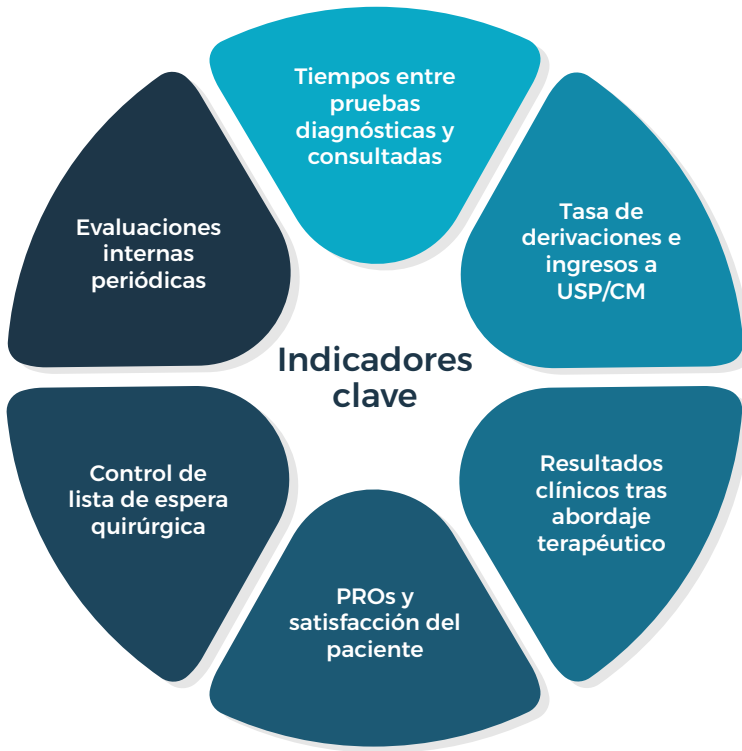 Tiempos entre
pruebas
diagnósticas y
consultadas
Tasa de
derivaciones e
ingresos a
USP/CM
Resultados
clínicos tras
abordaje
terapéutico
PROs y
satisfacción del
paciente
Control de
lista de espera
quirúrgica
Evaluaciones
internas
periódicas
Indicadores
clave